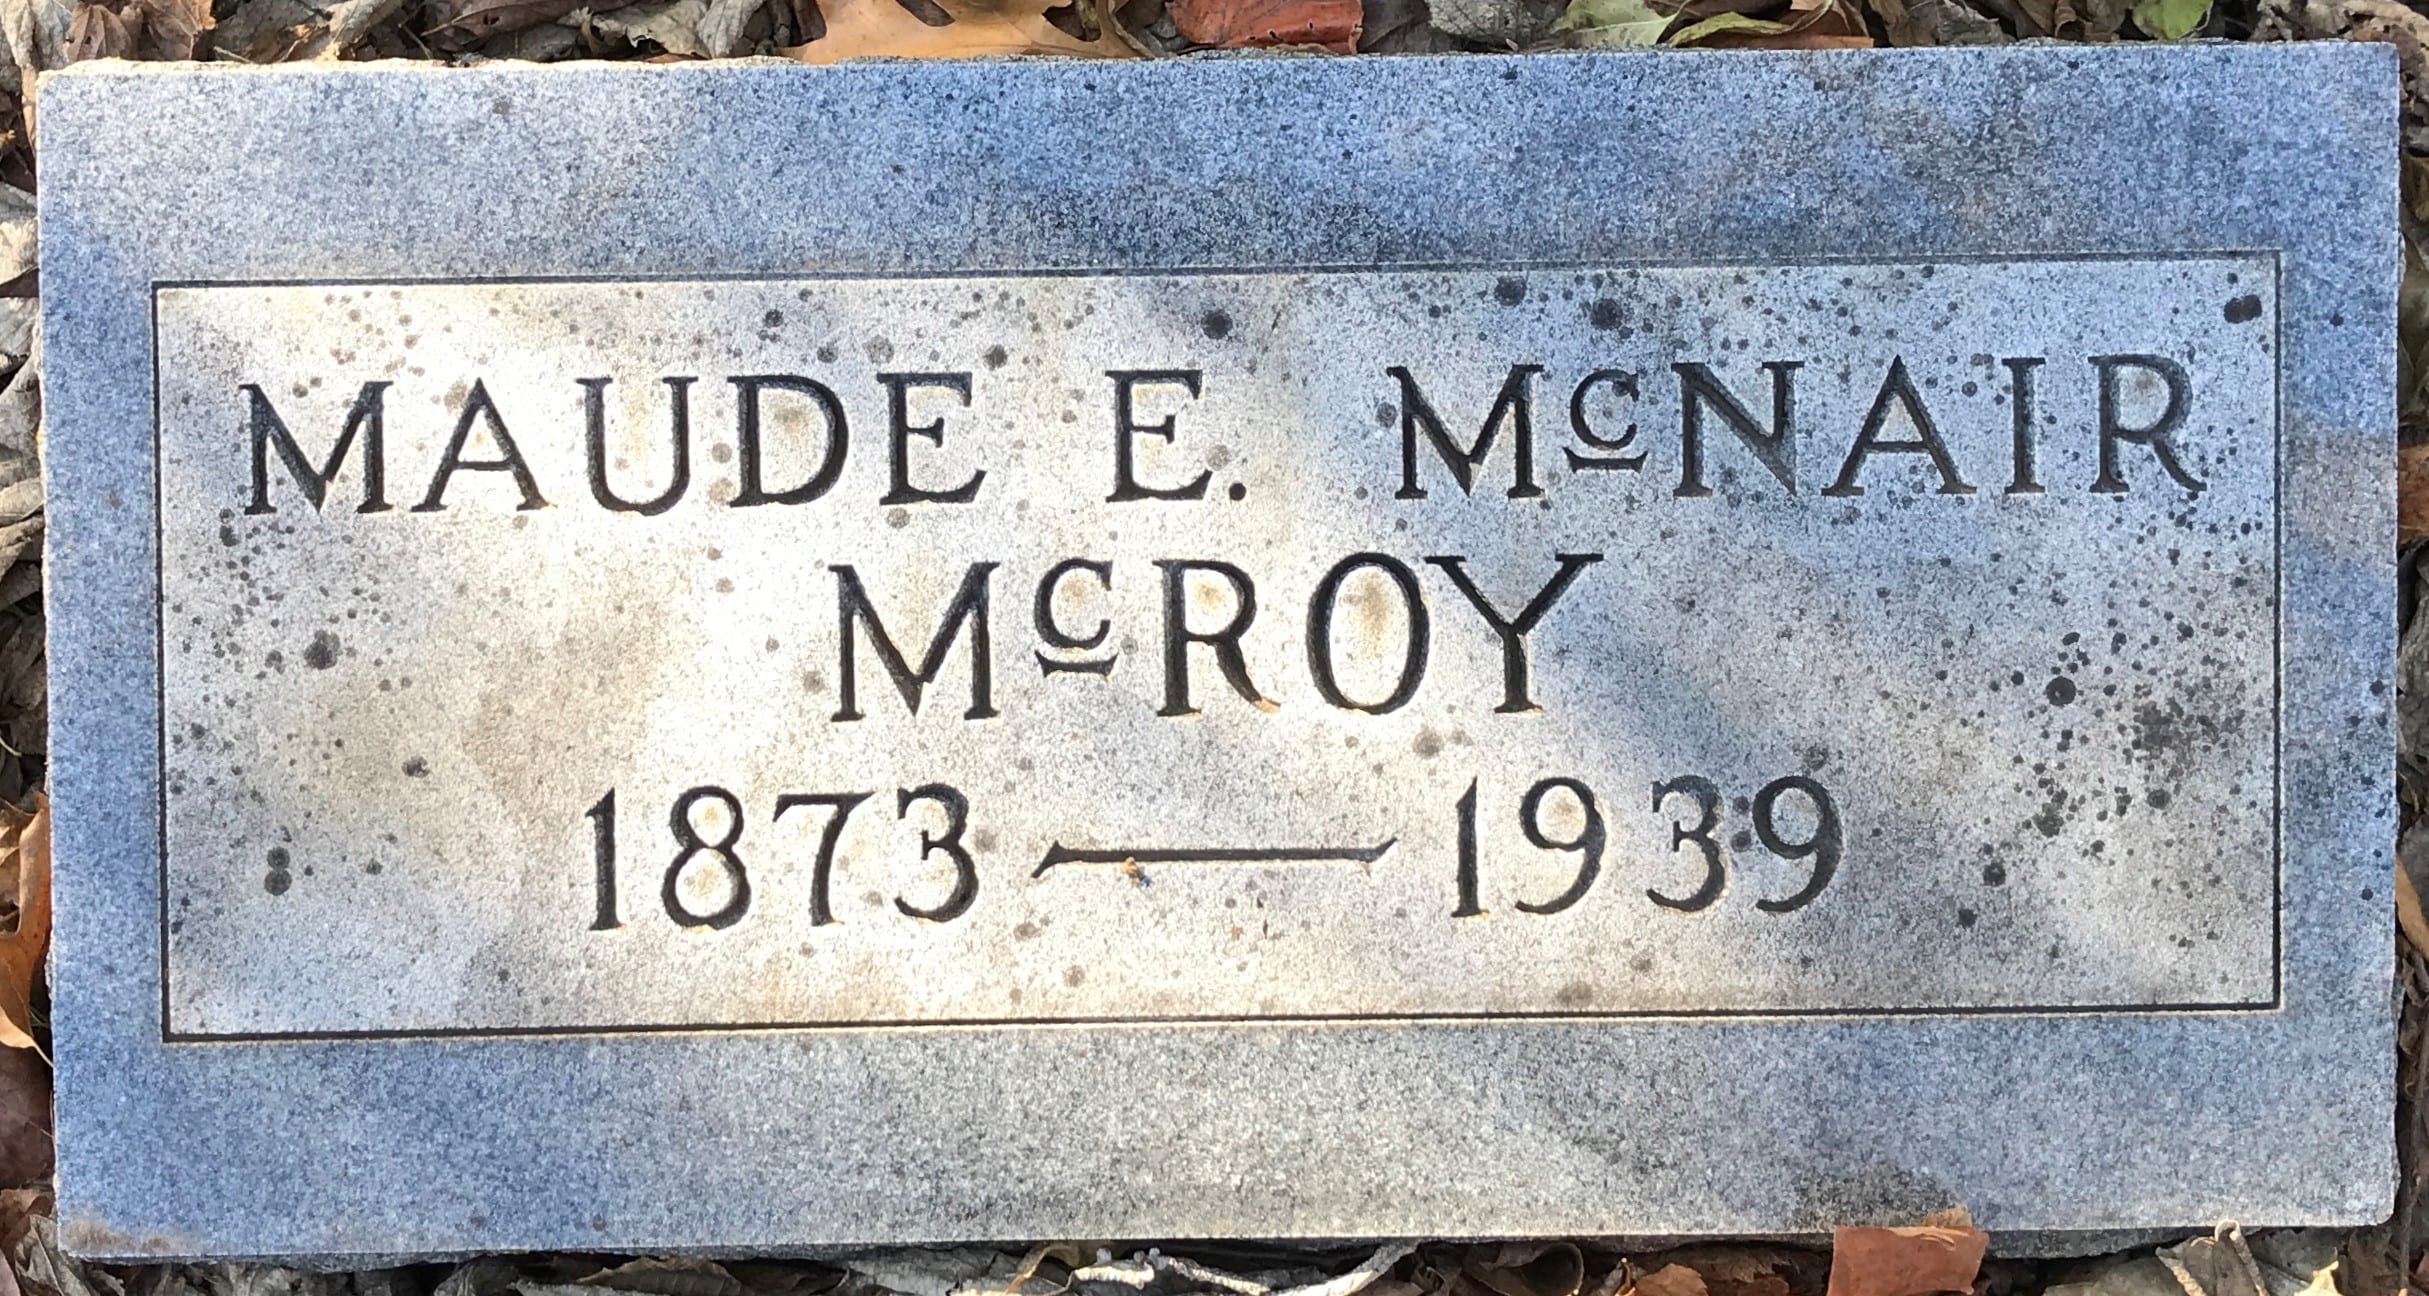 MAUDE E. McNAIR
McROY
1873 — 1939